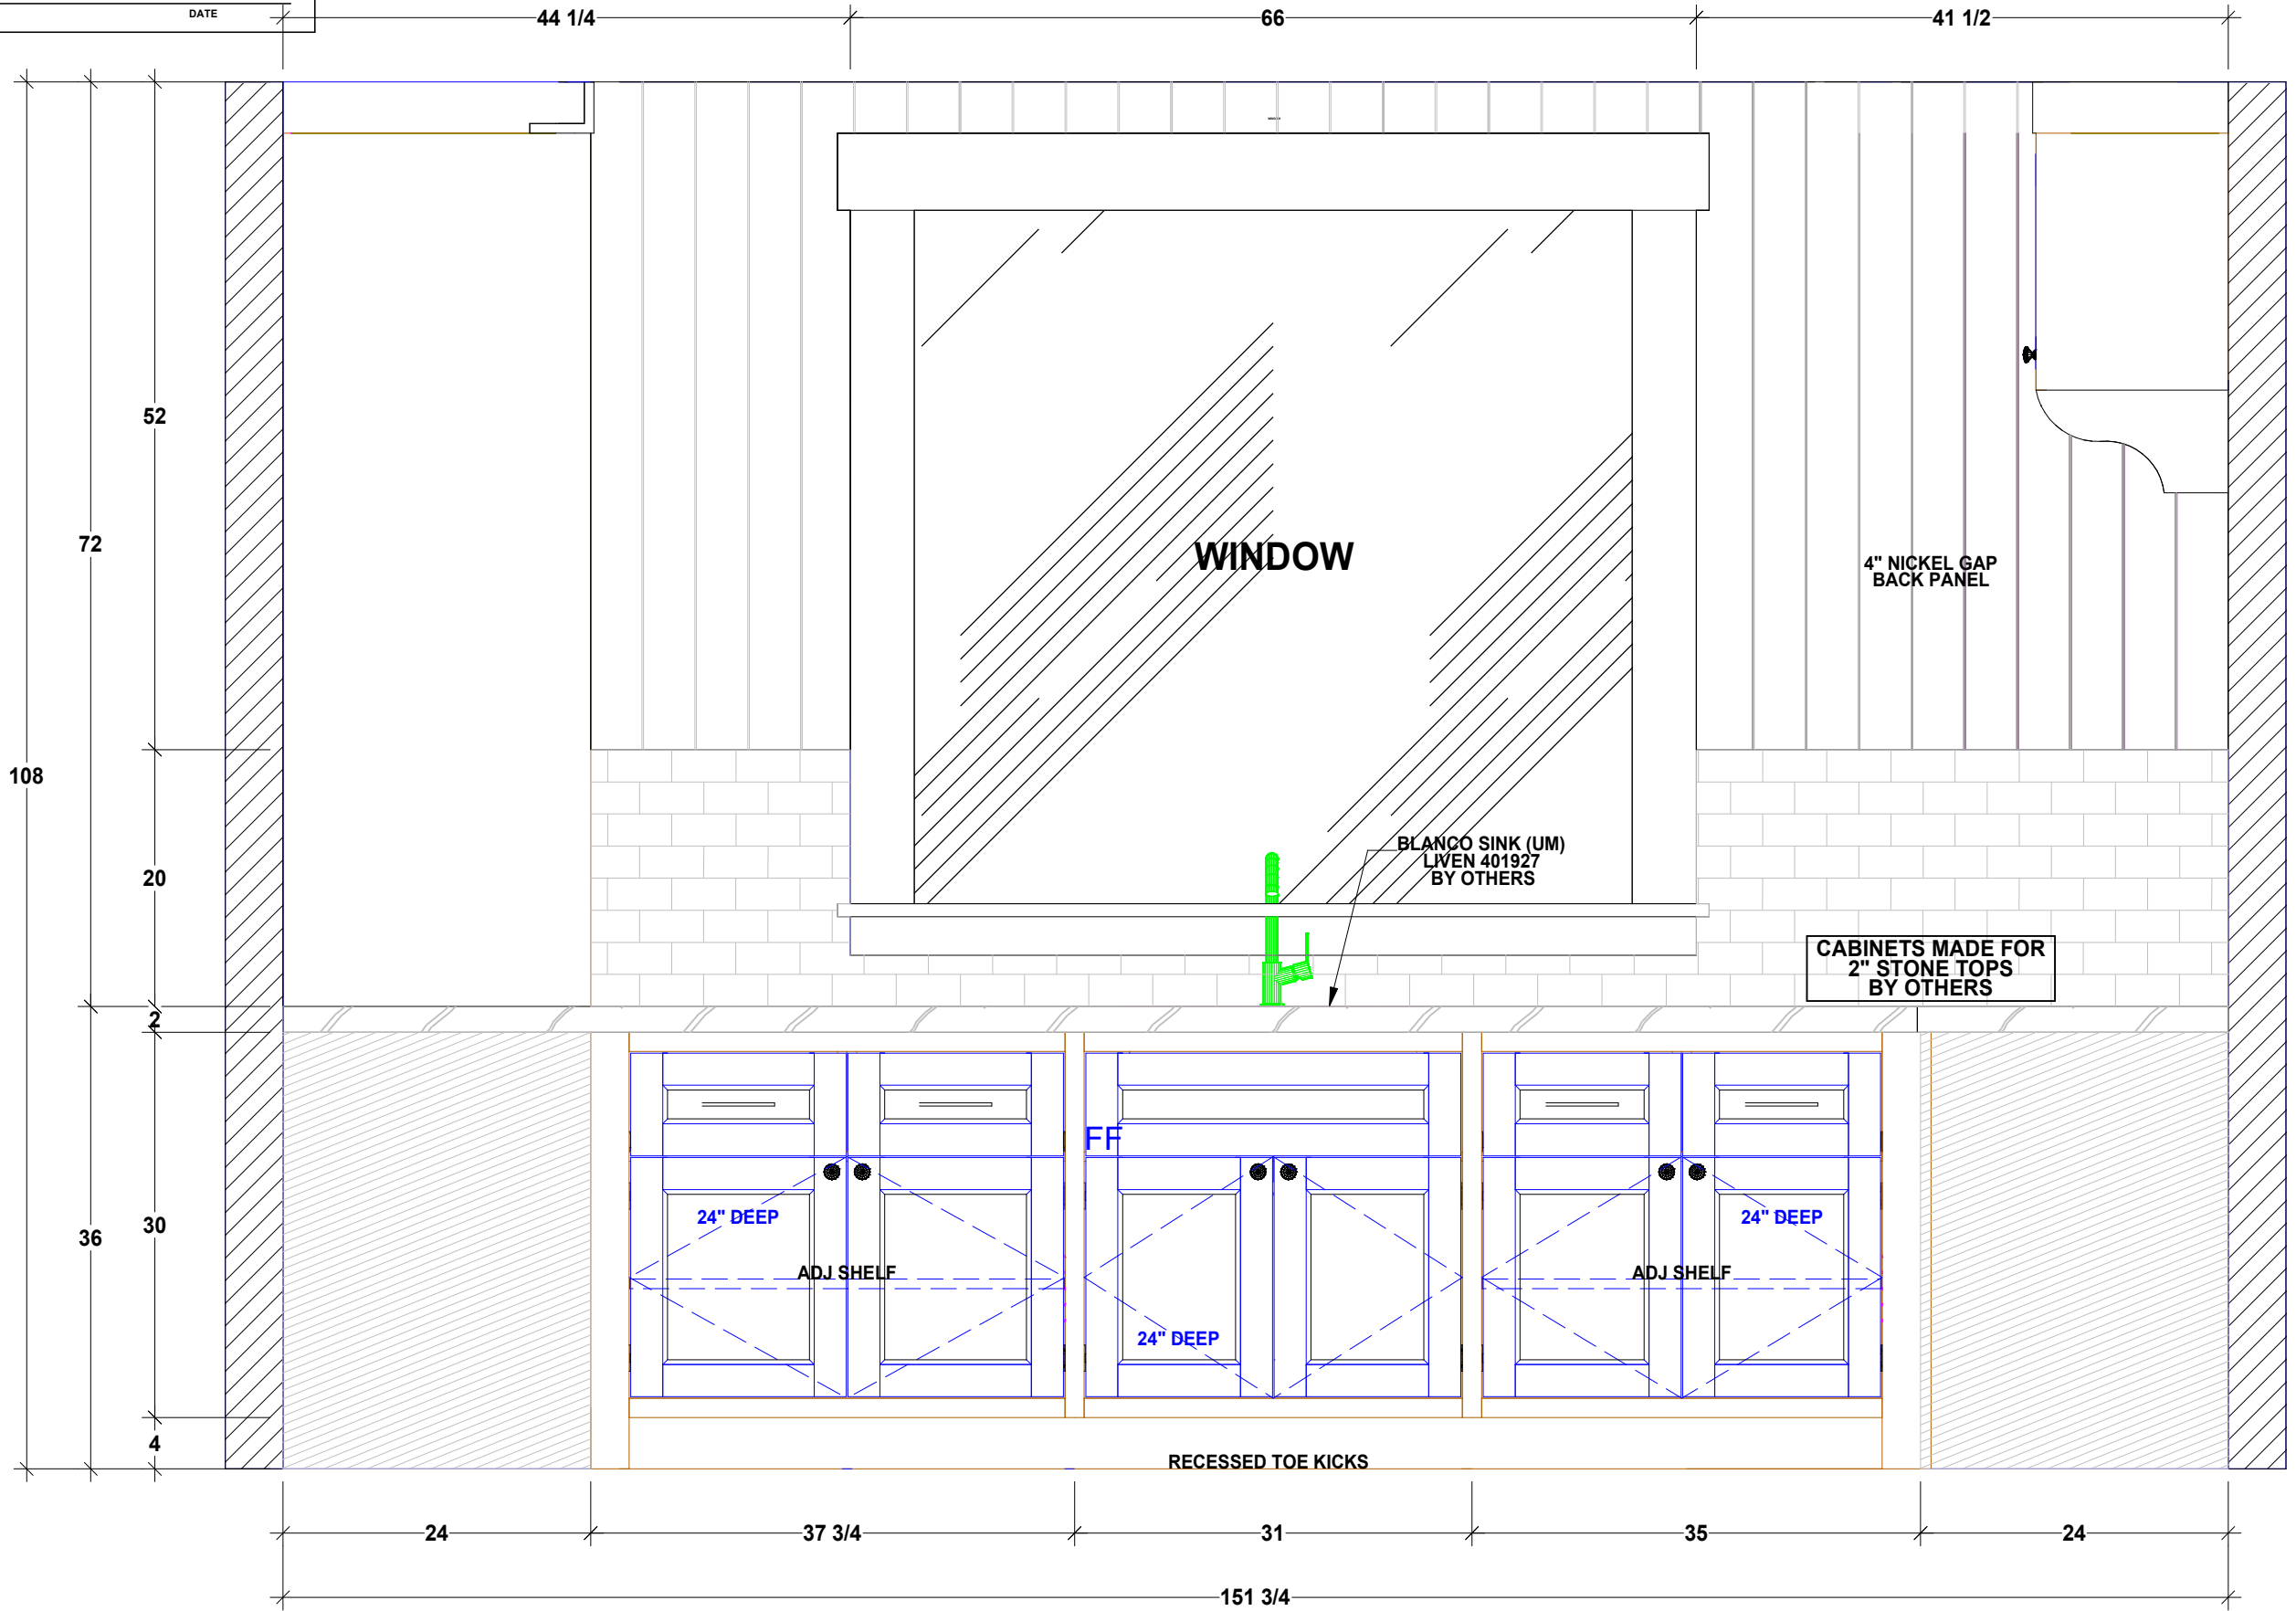 DATE
44 1/4
66
41 1/2
52
72
WINDOW
4" NICKEL GAP
BACK PANEL
108
BLANCO SINK (UM)
LIVEN 401927
BY OTHERS
20
CABINETS MADE FOR
2" STONE TOPS
BY OTHERS
2
FF
24" DEEP
24" DEEP
30
36
ADJ SHELF
ADJ SHELF
24" DEEP
4
RECESSED TOE KICKS
24
37 3/4
31
35
24
151 3/4